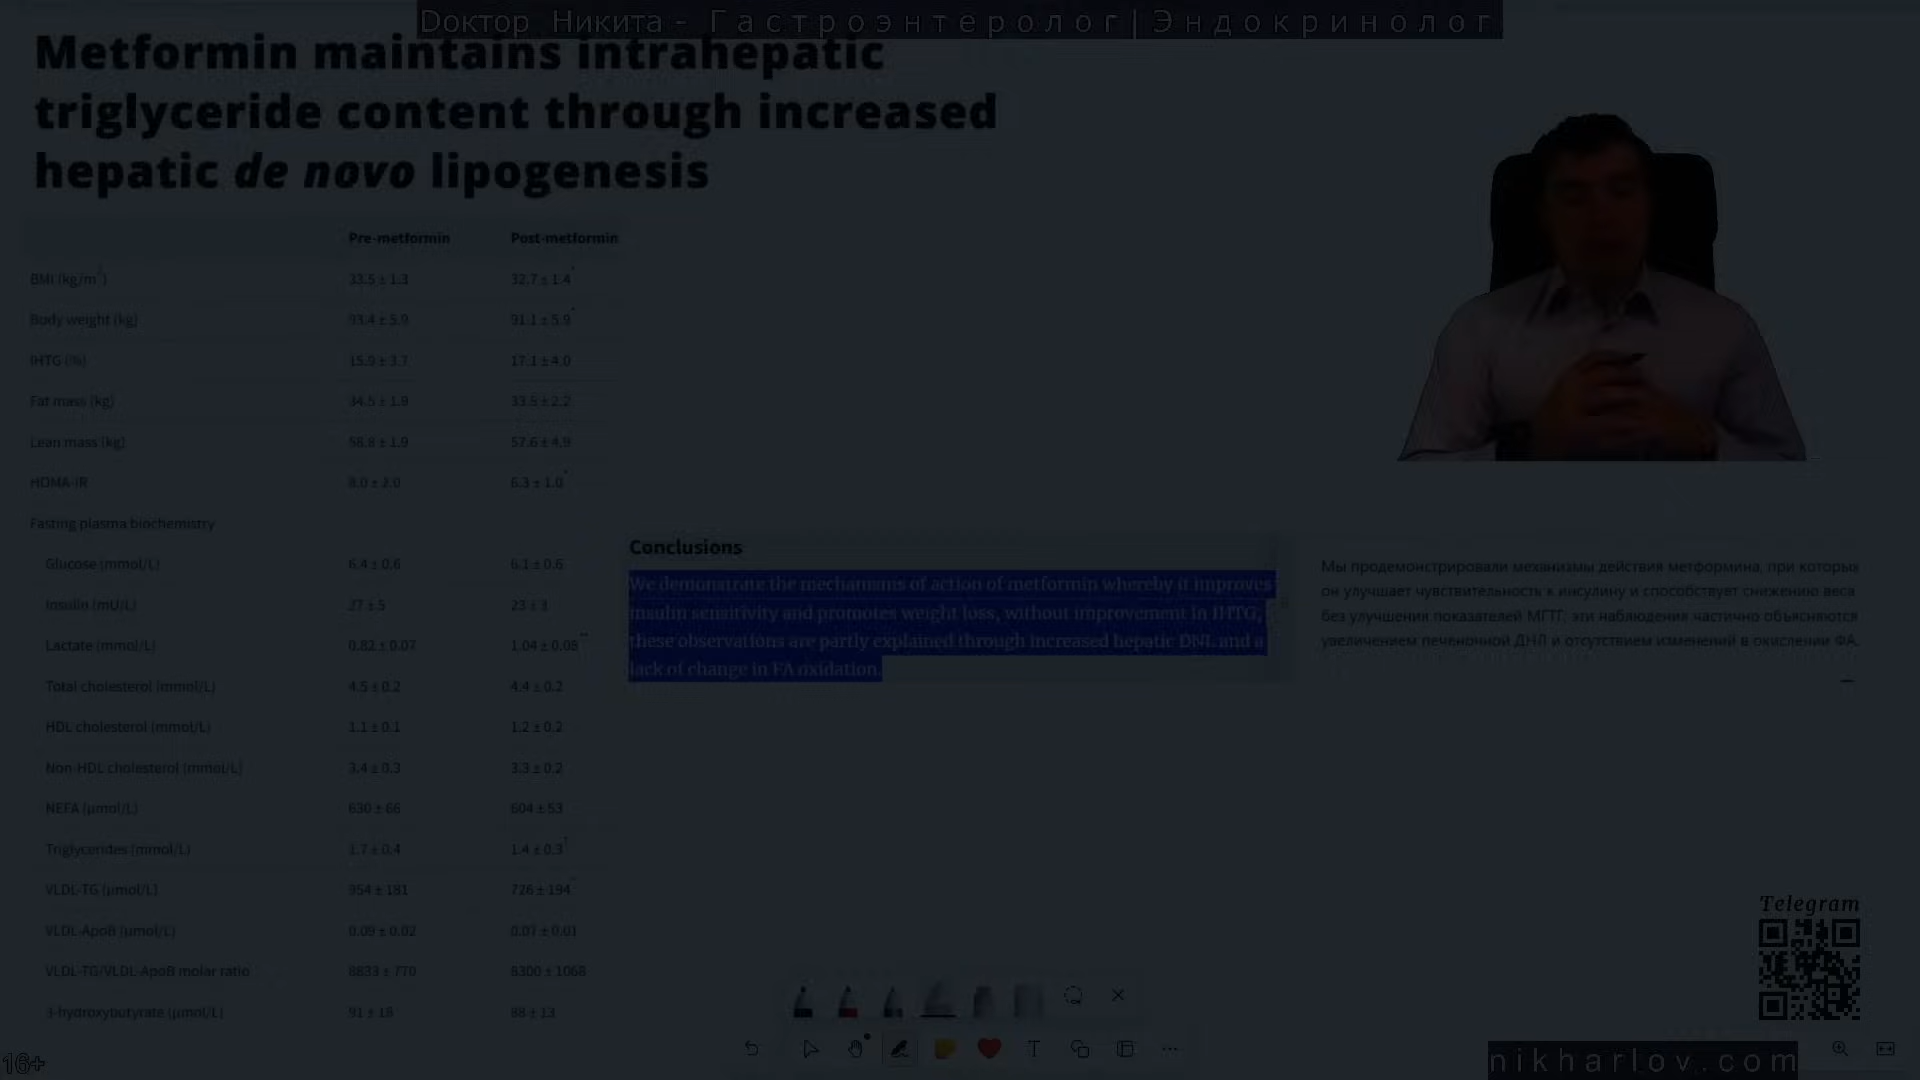 Dоктор Никита - Гастроэнтеролог|Эндокринолог
Metformin maintains intrahepatic
triglyceride content through increased
hepatic de novo lipogenesis
Pre-metformin Post-metformin
BMI (kg/m²) 33.5 ± 1.3 32.7 ± 1.4*
Body weight (kg) 93.4 ± 5.9 91.1 ± 5.9*
IHTG (%) 15.9 ± 3.7 17.1 ± 4.0
Fat mass (kg) 34.5 ± 1.9 33.5 ± 2.2
Lean mass (kg) 56.8 ± 1.9 57.6 ± 4.9
HOMA-IR 8.0 ± 2.0 6.3 ± 1.0*
Fasting plasma biochemistry
Glucose (mmol/L) 6.4 ± 0.6 6.1 ± 0.6
Insulin (mU/L) 27 ± 5 23 ± 3
Lactate (mmol/L) 0.82 ± 0.07 1.04 ± 0.08**
Total cholesterol (mmol/L) 4.5 ± 0.2 4.4 ± 0.2
HDL cholesterol (mmol/L) 1.1 ± 0.1 1.2 ± 0.2
Non-HDL cholesterol (mmol/L) 3.4 ± 0.3 3.3 ± 0.2
NEFA (μmol/L) 630 ± 66 604 ± 53
Triglycerides (mmol/L) 1.7 ± 0.4 1.4 ± 0.3
VLDL-TG (μmol/L) 954 ± 181 726 ± 194
VLDL-ApoB (μmol/L) 0.09 ± 0.02 0.07 ± 0.01
VLDL-TG/VLDL-ApoB molar ratio 8833 ± 770 8300 ± 1068
3-hydroxybutyrate (μmol/L) 91 ± 18 88 ± 13
Conclusions
We demonstrate the mechanisms of action of metformin whereby it improves
insulin sensitivity and promotes weight loss, without improvement in IHTG;
these observations are partly explained through increased hepatic DNL and a
lack of change in FA oxidation.
Мы продемонстрировали механизмы действия метформина, при которых
он улучшает чувствительность к инсулину и способствует снижению веса
без улучшения показателей МГТГ; эти наблюдения частично объясняются
увеличением печеночной ДНЛ и отсутствием изменений в окислении ФА.
Telegram
16+
nikharlov.com